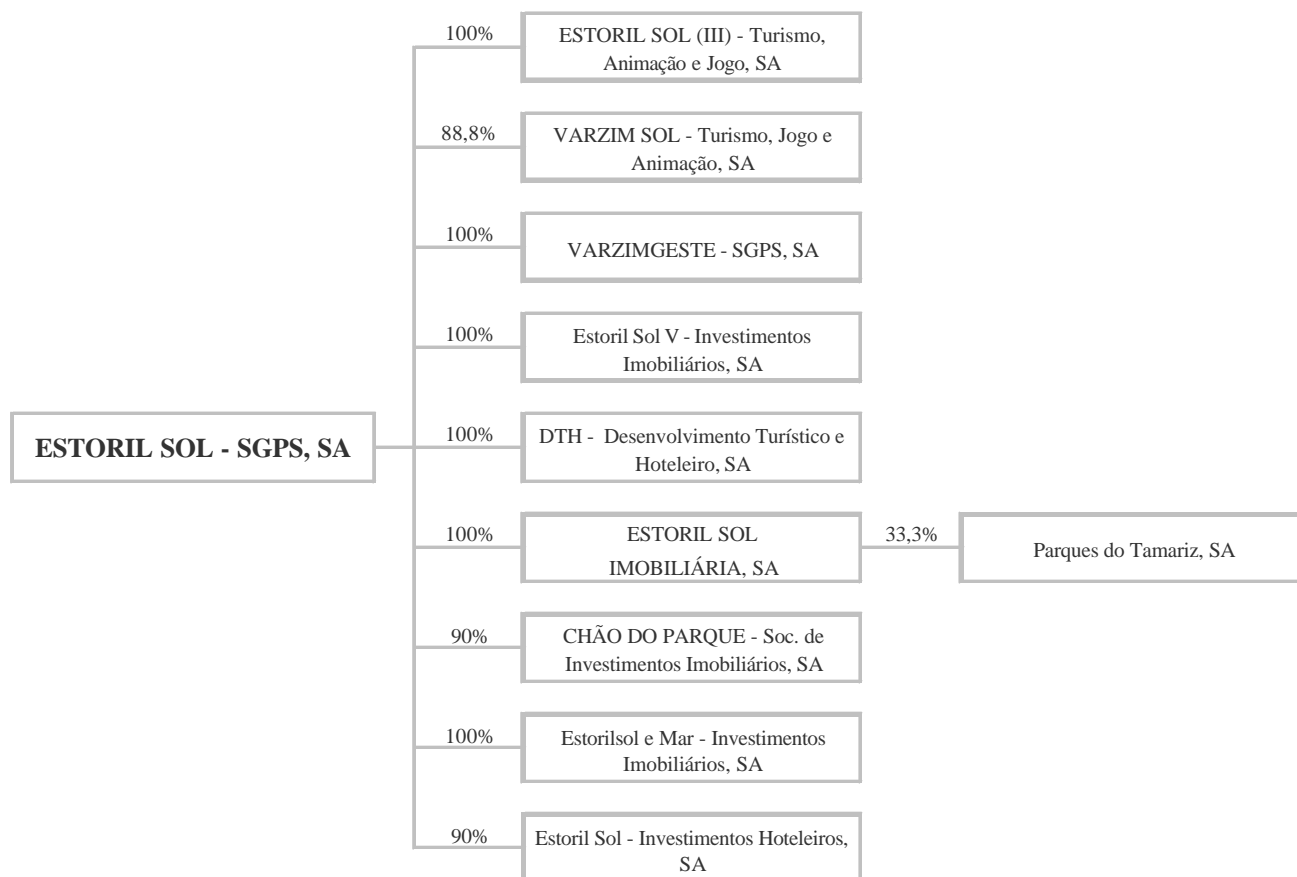 100%
ESTORIL SOL (III) - Turismo,
Animação e Jogo, SA
88,8%
VARZIM SOL - Turismo, Jogo e
Animação, SA
100%
VARZIMGESTE - SGPS, SA
100%
Estoril Sol V - Investimentos
Imobiliários, SA
ESTORIL SOL - SGPS, SA
100%
DTH - Desenvolvimento Turístico e
Hoteleiro, SA
100%
ESTORIL SOL
IMOBILIÁRIA, SA
33,3%
Parques do Tamariz, SA
90%
CHÃO DO PARQUE - Soc. de
Investimentos Imobiliários, SA
100%
Estorilsol e Mar - Investimentos
Imobiliários, SA
90%
Estoril Sol - Investimentos Hoteleiros,
SA